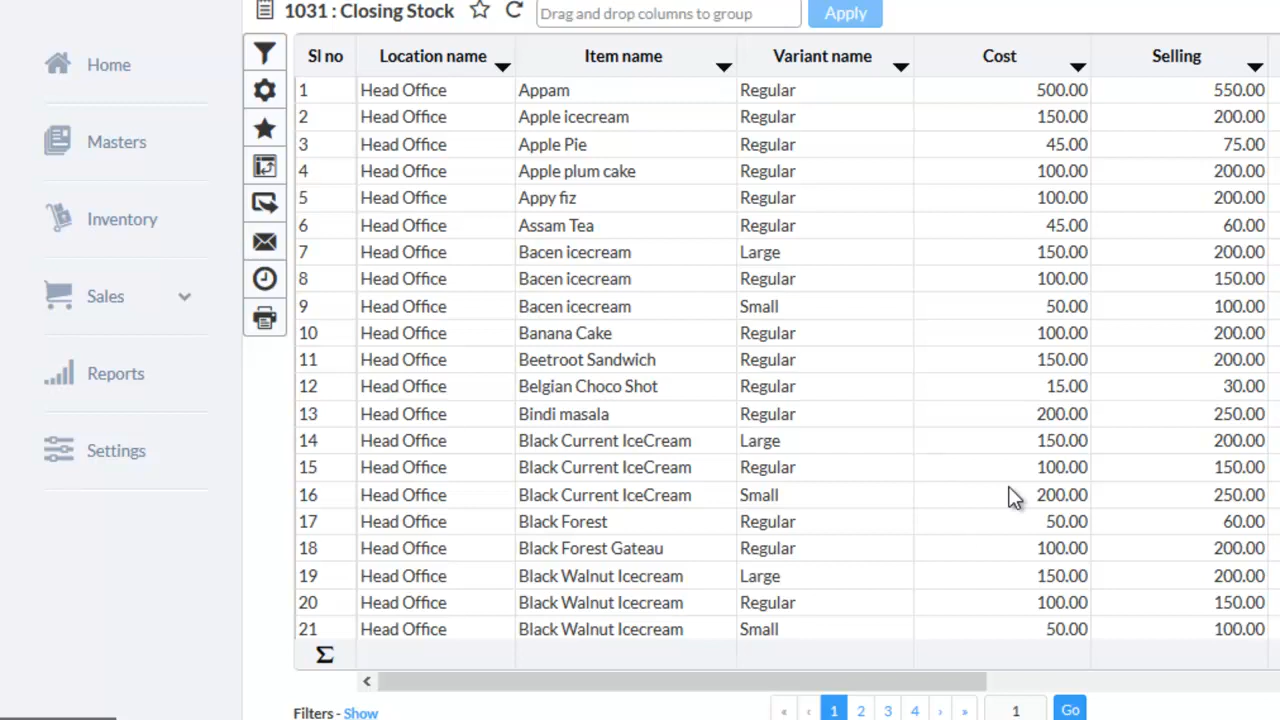 1031 : Closing Stock Drag and drop columns to group Apply
Home
Masters
Inventory
Sales
Reports
Settings
Sl no Location name Item name Variant name Cost Selling
1 Head Office Appam Regular 500.00 550.00
2 Head Office Apple icecream Regular 150.00 200.00
3 Head Office Apple Pie Regular 45.00 75.00
4 Head Office Apple plum cake Regular 100.00 200.00
5 Head Office Appy fiz Regular 100.00 200.00
6 Head Office Assam Tea Regular 45.00 60.00
7 Head Office Bacen icecream Large 150.00 200.00
8 Head Office Bacen icecream Regular 100.00 150.00
9 Head Office Bacen icecream Small 50.00 100.00
10 Head Office Banana Cake Regular 100.00 200.00
11 Head Office Beetroot Sandwich Regular 150.00 200.00
12 Head Office Belgian Choco Shot Regular 15.00 30.00
13 Head Office Bindi masala Regular 200.00 250.00
14 Head Office Black Current IceCream Large 150.00 200.00
15 Head Office Black Current IceCream Regular 100.00 150.00
16 Head Office Black Current IceCream Small 200.00 250.00
17 Head Office Black Forest Regular 50.00 60.00
18 Head Office Black Forest Gateau Regular 100.00 200.00
19 Head Office Black Walnut Icecream Large 150.00 200.00
20 Head Office Black Walnut Icecream Regular 100.00 150.00
21 Head Office Black Walnut Icecream Small 50.00 100.00
Σ
Filters - Show « ‹ 1 2 3 4 › » 1 Go